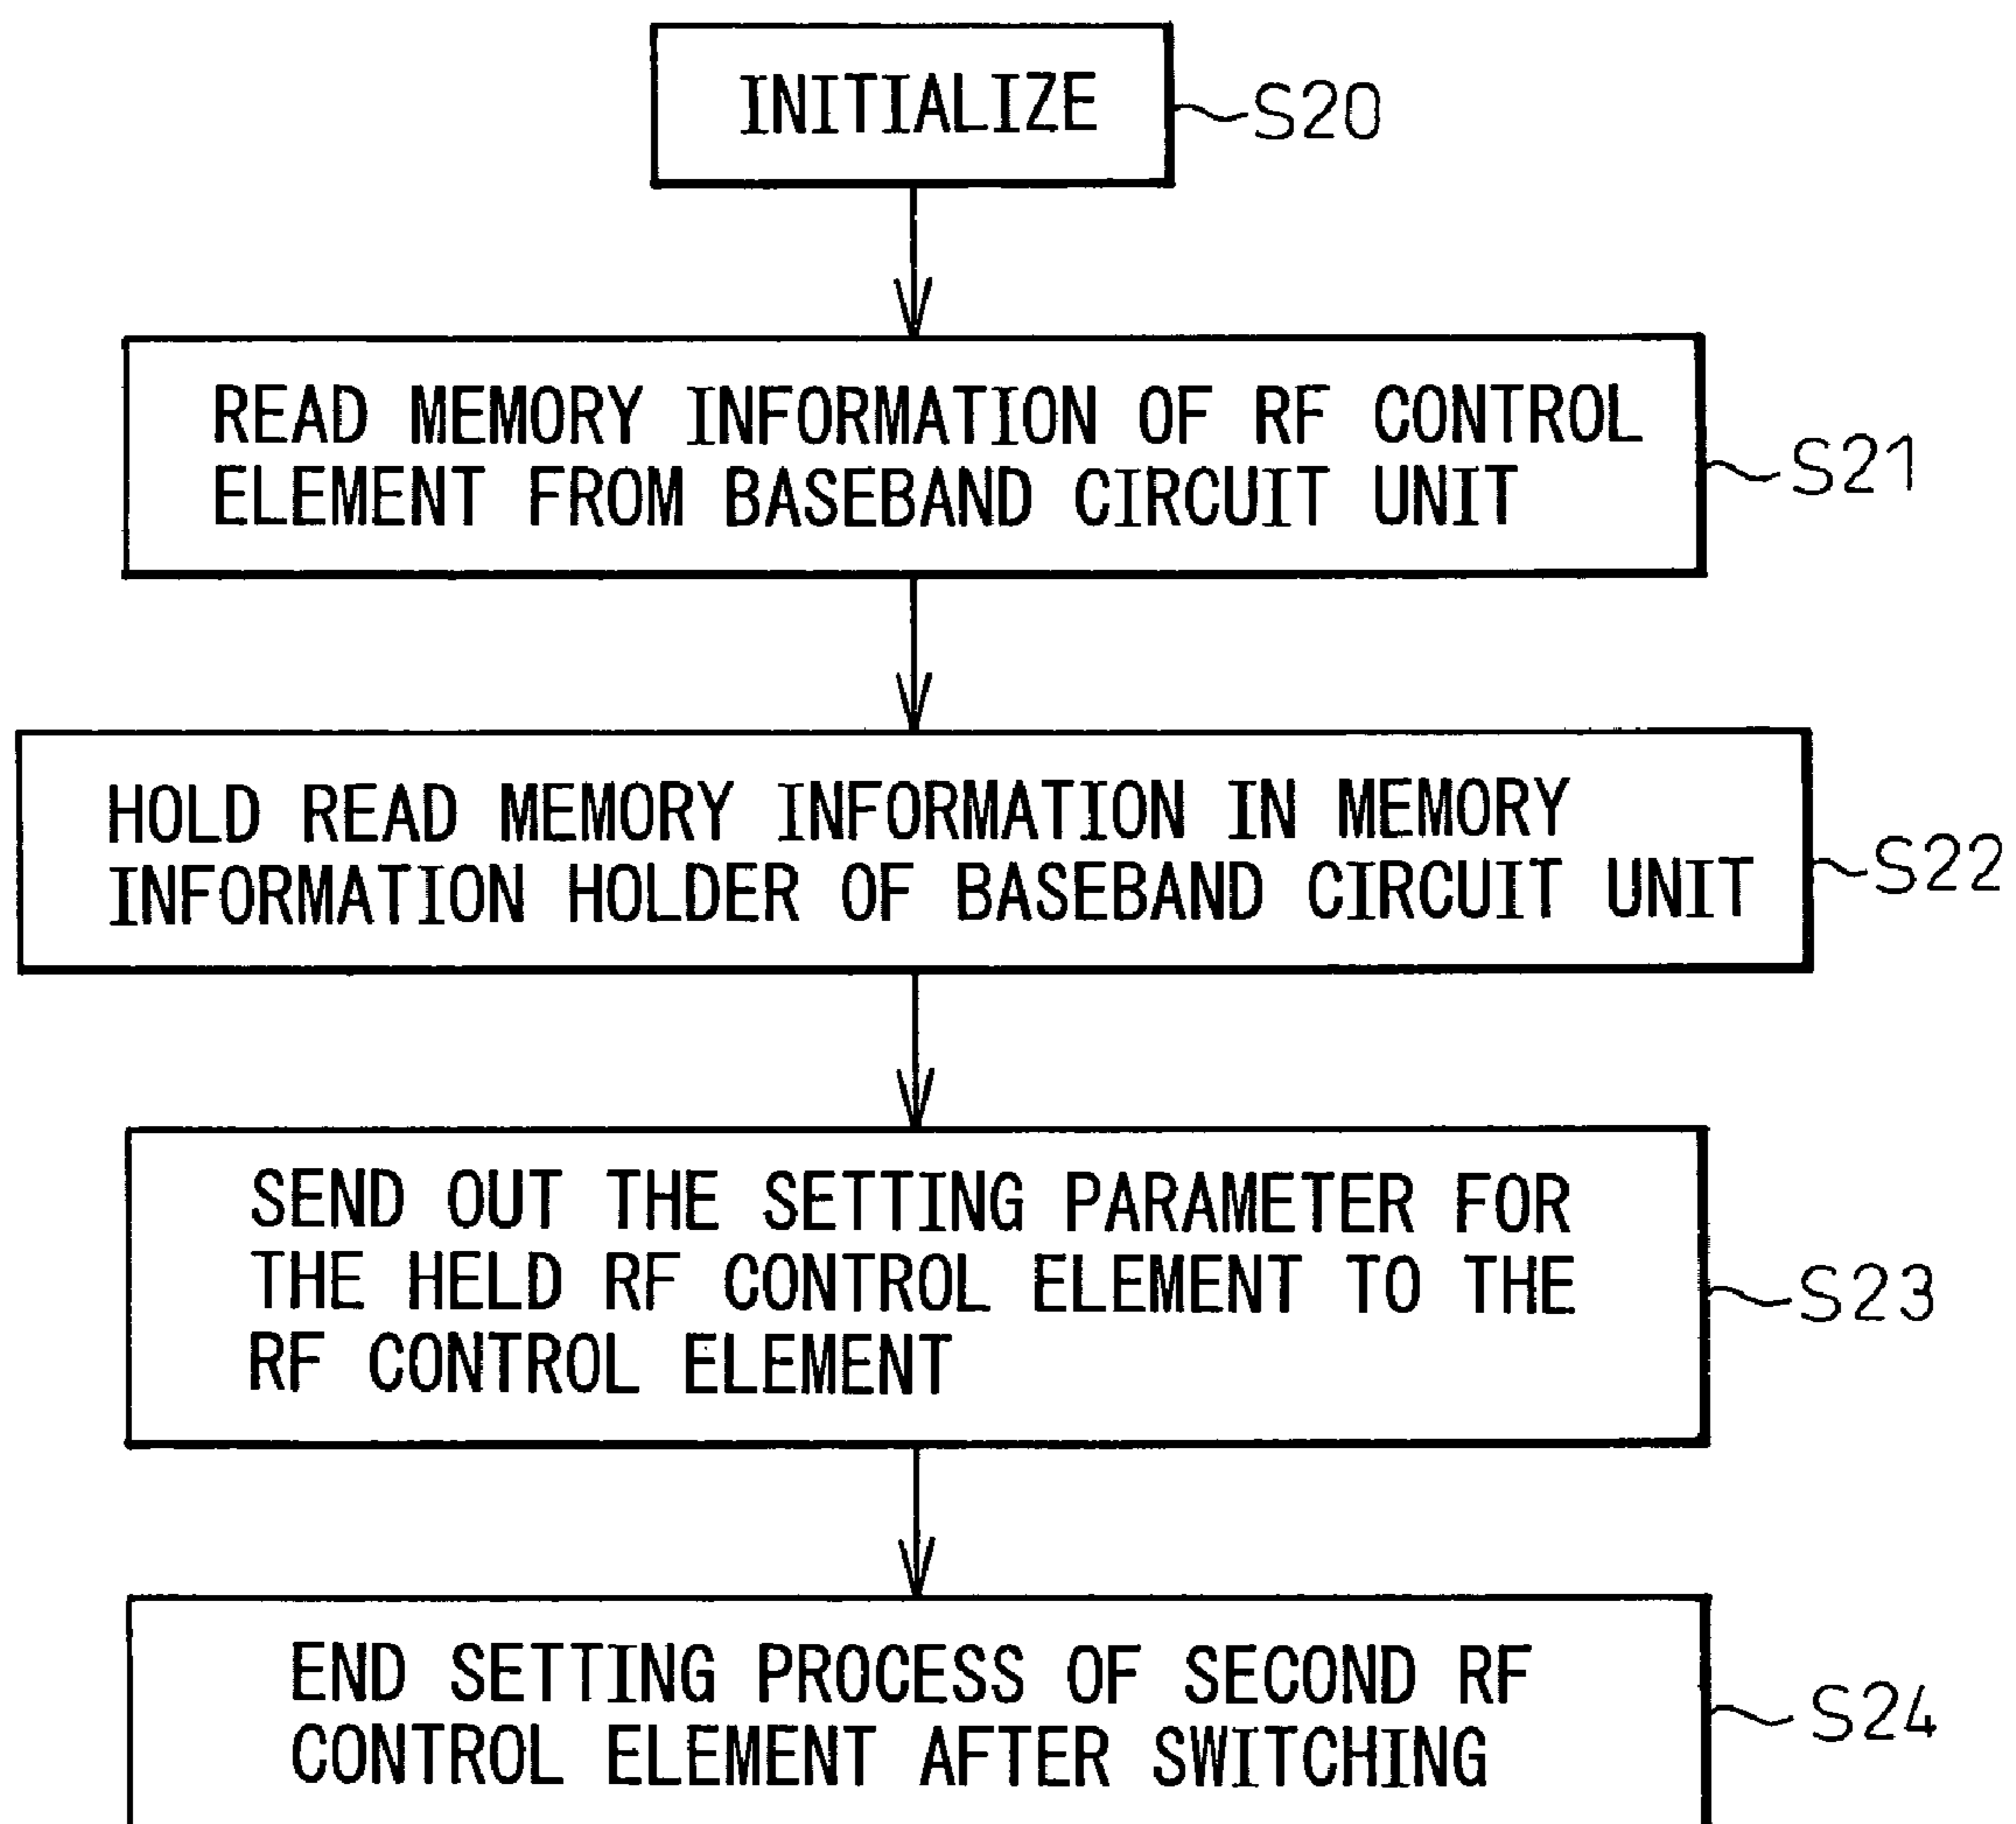 INITIALIZE
S20
READ MEMORY INFORMATION OF RF CONTROL
ELEMENT FROM BASEBAND CIRCUIT UNIT
S21
HOLD READ MEMORY INFORMATION IN MEMORY
INFORMATION HOLDER OF BASEBAND CIRCUIT UNIT
S22
SEND OUT THE SETTING PARAMETER FOR
THE HELD RF CONTROL ELEMENT TO THE
RF CONTROL ELEMENT
S23
END SETTING PROCESS OF SECOND RF
CONTROL ELEMENT AFTER SWITCHING
S24